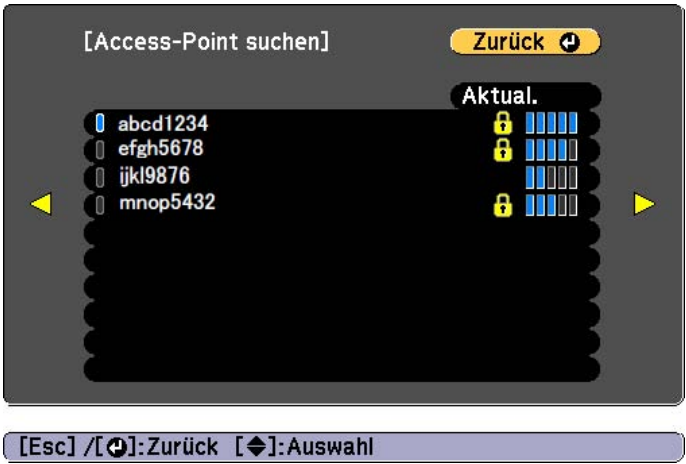 [Access-Point suchen]
Zurück
Aktual.
abcd1234
efgh5678
ijkl9876
mnop5432
[Esc] /[]:Zurück []:Auswahl